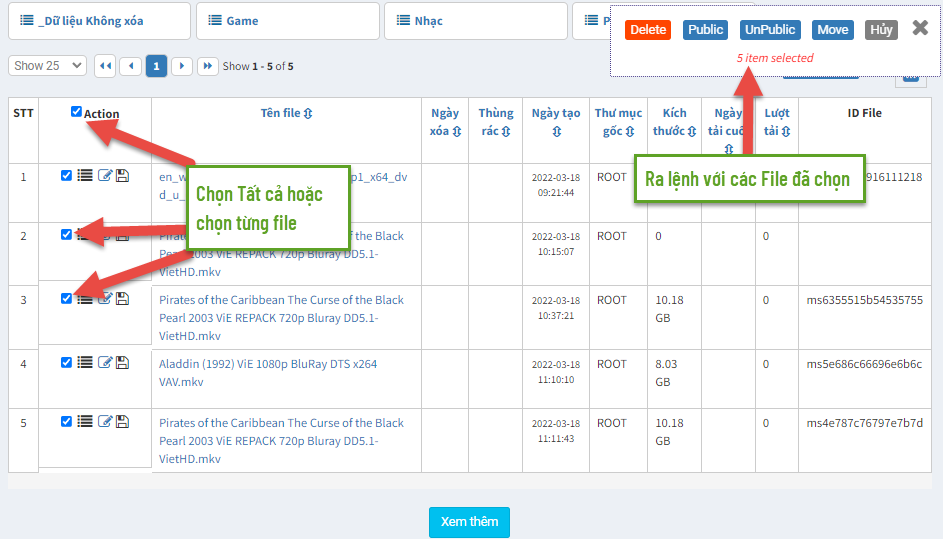 _Dữ liệu Không xóa
Game
Nhạc
P
Delete
Public
UnPublic
Move
Hủy
5 item selected
Show 25
1
Show 1 - 5 of 5
STT
Action
Tên file
Ngày
xóa
Thùng
rác
Ngày tạo
Thư mục
gốc
Kích
thước
Ngày
tải cuối
Lượt
tải
ID File
1
en_w
p1_x64_dv
d_u_
2022-03-18
09:21:44
ROOT
916111218
Chọn Tất cả hoặc
chọn từng file
Ra lệnh với các File đã chọn
2
Pirates of the Caribbean The Curse of the Black
Pearl 2003 ViE REPACK 720p Bluray DD5.1-
VietHD.mkv
2022-03-18
10:15:07
ROOT
0
0
3
Pirates of the Caribbean The Curse of the Black
Pearl 2003 ViE REPACK 720p Bluray DD5.1-
VietHD.mkv
2022-03-18
10:37:21
ROOT
10.18
GB
0
ms6355515b54535755
4
Aladdin (1992) ViE 1080p BluRay DTS x264
VAV.mkv
2022-03-18
11:10:10
ROOT
8.03
GB
0
ms5e686c66696e6b6c
5
Pirates of the Caribbean The Curse of the Black
Pearl 2003 ViE REPACK 720p Bluray DD5.1-
VietHD.mkv
2022-03-18
11:11:43
ROOT
10.18
GB
0
ms4e787c76797e7b7d
Xem thêm